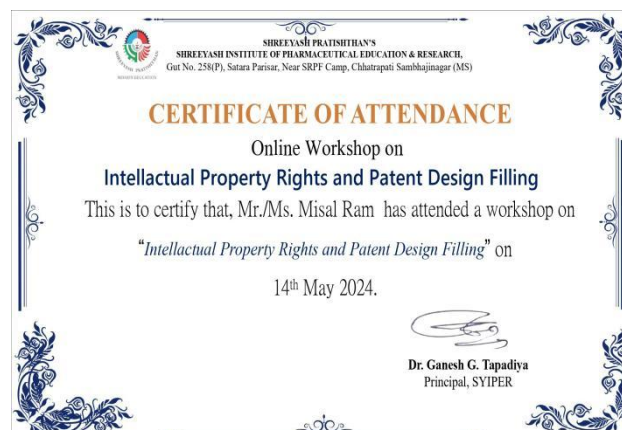 SHREEYASH PRATISHTHAN'S
SHREEYASH INSTITUTE OF PHARMACEUTICAL EDUCATION & RESEARCH,
Gut No. 258(P), Satara Parisar, Near SRPF Camp, Chhatrapati Sambhajinagar (MS)
CERTIFICATE OF ATTENDANCE
Online Workshop on
Intellactual Property Rights and Patent Design Filling
This is to certify that, Mr./Ms. Misal Ram has attended a workshop on
"Intellactual Property Rights and Patent Design Filling" on
14th May 2024.
Dr. Ganesh G. Tapadiya
Principal, SYIPER